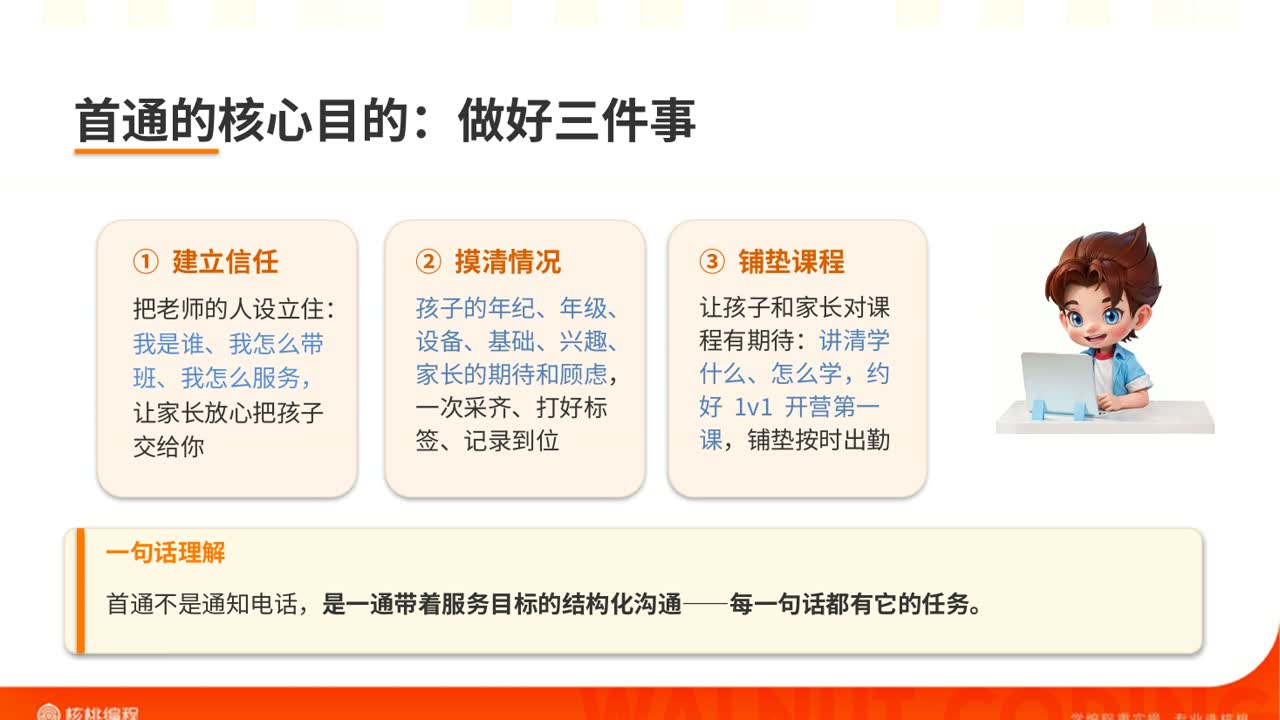 首通的核心目的：做好三件事
① 建立信任
把老师的人设立住：
我是谁、我怎么带
班、我怎么服务，
让家长放心把孩子
交给你
② 摸清情况
孩子的年纪、年级、
设备、基础、兴趣、
家长的期待和顾虑，
一次采齐、打好标
签、记录到位
③ 铺垫课程
让孩子和家长对课
程有期待：讲清学
什么、怎么学，约
好 1v1 开营第一
课，铺垫按时出勤
一句话理解
首通不是通知电话，是一通带着服务目标的结构化沟通——每一句话都有它的任务。
核桃编程
WALNUT CODING